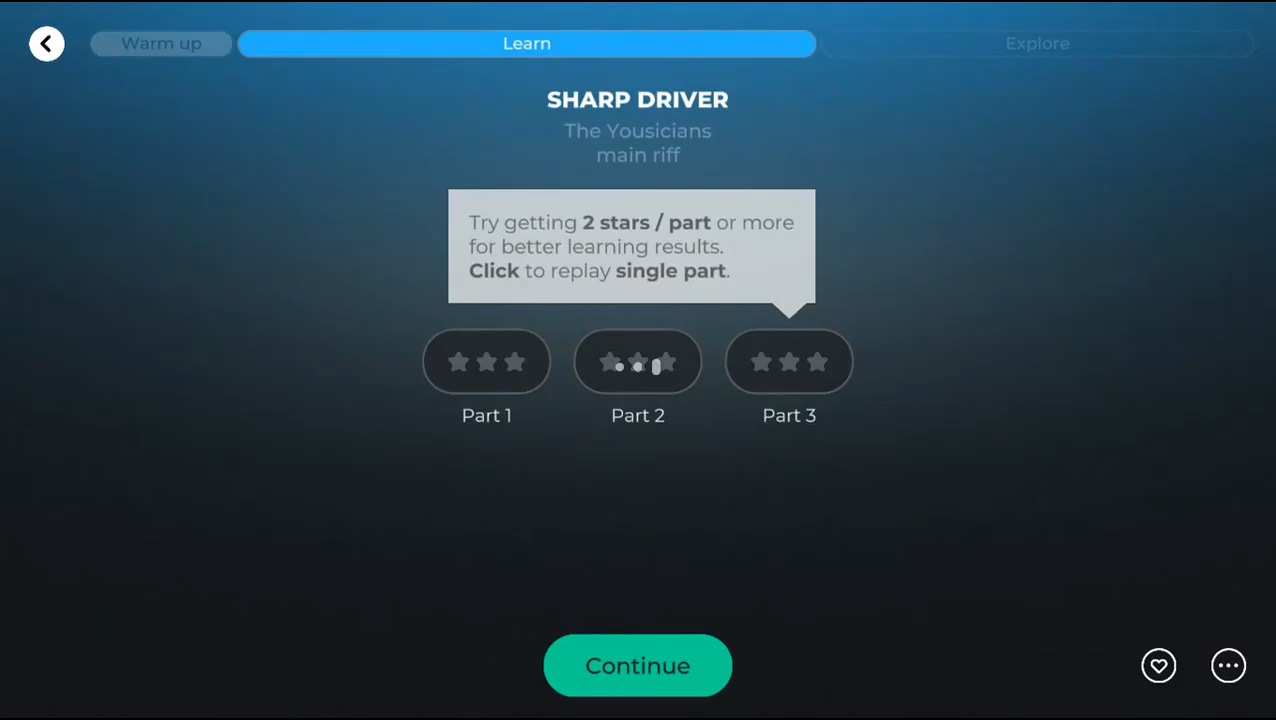 Warm up
Learn
Explore
SHARP DRIVER
The Yousicians
main riff
Try getting 2 stars / part or more
for better learning results.
Click to replay single part.
Part 1
Part 2
Part 3
Continue